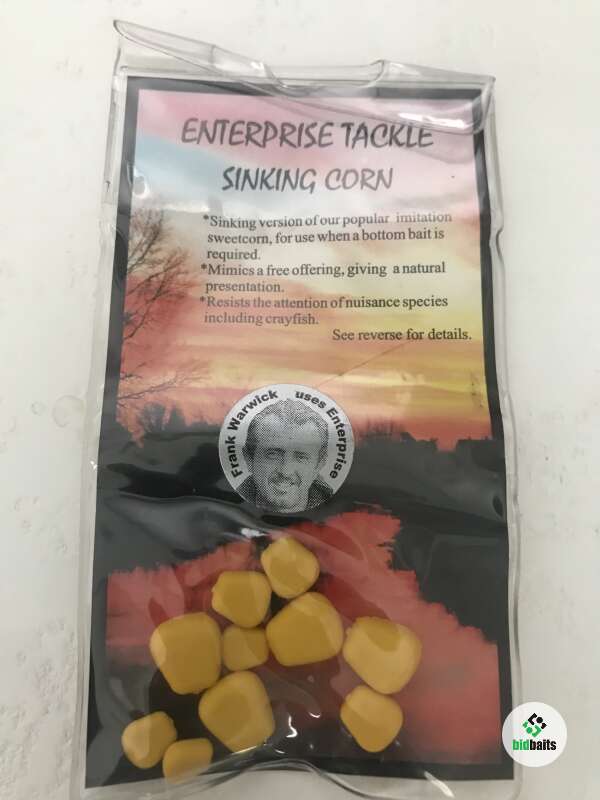 ENTERPRISE TACKLE
SINKING CORN
*Sinking version of our popular imitation
sweetcorn, for use when a bottom bait is
required.
*Mimics a free offering, giving a natural
presentation.
*Resists the attention of nuisance species
including crayfish.
See reverse for details.
Frank Warwick uses Enterprise
bidbaits